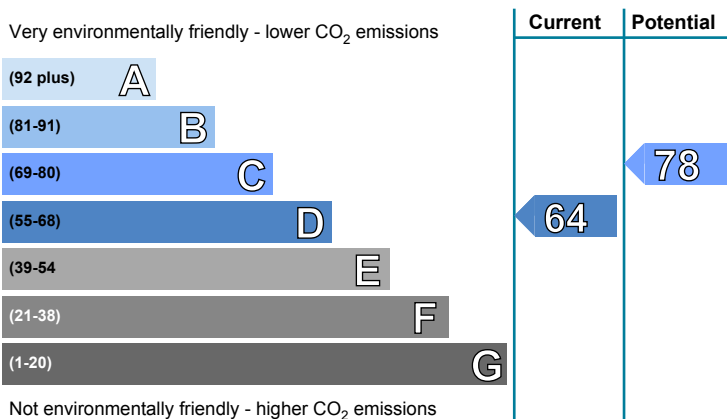 Current Potential
Very environmentally friendly - lower CO2 emissions
(92 plus) A
(81-91) B
(69-80) C 78
(55-68) D 64
(39-54 E
(21-38) F
(1-20) G
Not environmentally friendly - higher CO2 emissions